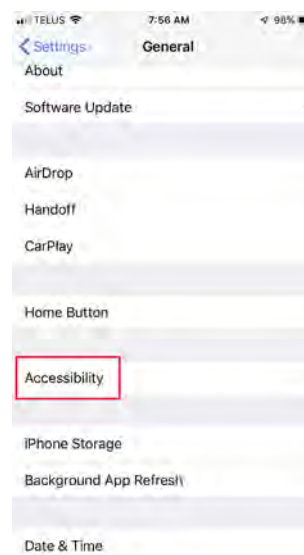 TELUS 7:56 AM 98%
Settings General
About
Software Update
AirDrop
Handoff
CarPlay
Home Button
Accessibility
iPhone Storage
Background App Refresh
Date & Time